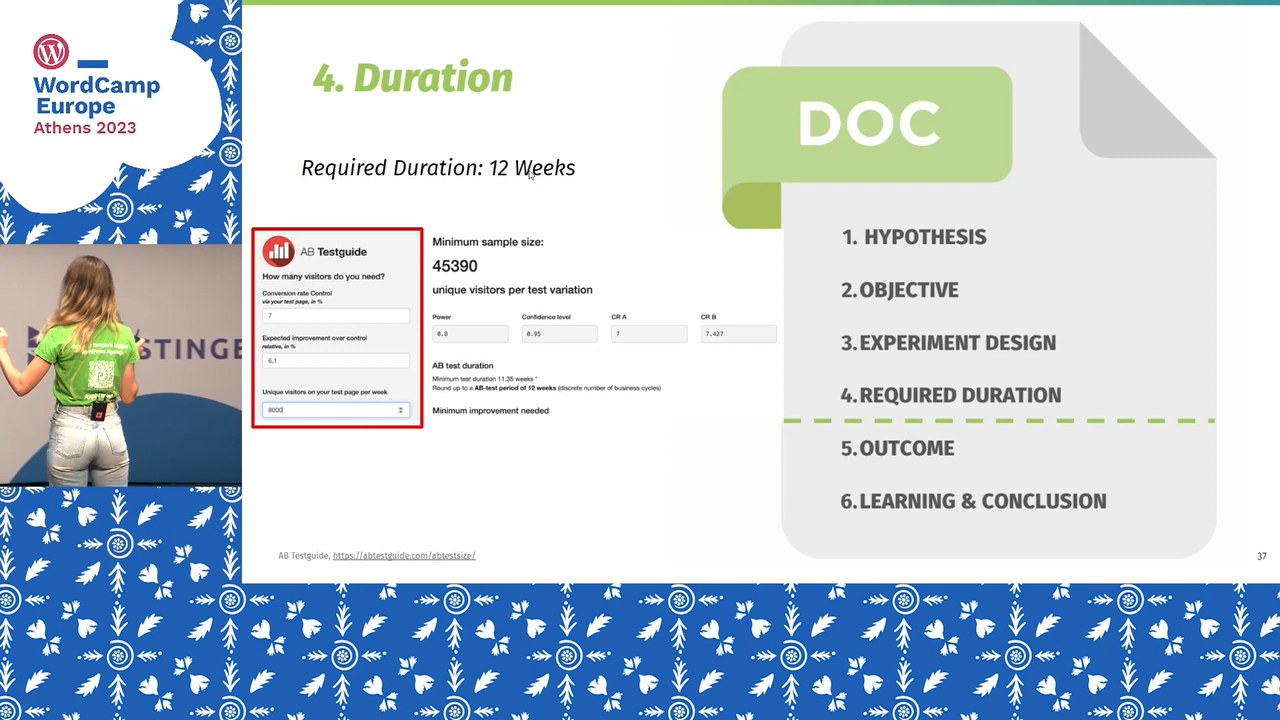 WordCamp
Europe
Athens 2023
4. Duration
Required Duration: 12 Weeks
AB Testguide
How many visitors do you need?
Conversion rate Control
via your test page, in %
7
Expected improvement over control
relative, in %
6,1
Unique visitors on your test page per week
8000
Minimum sample size:
45390
unique visitors per test variation
Power
Confidence level
CR A
CR B
0.8
0.95
7
7.427
AB test duration
Minimum test duration 11.35 weeks *
Round up to a AB-test period of 12 weeks (discrete number of business cycles)
Minimum improvement needed
AB Testguide, https://abtestguide.com/abtestsize/
DOC
1. HYPOTHESIS
2. OBJECTIVE
3. EXPERIMENT DESIGN
4. REQUIRED DURATION
5. OUTCOME
6. LEARNING & CONCLUSION
37
STINGE